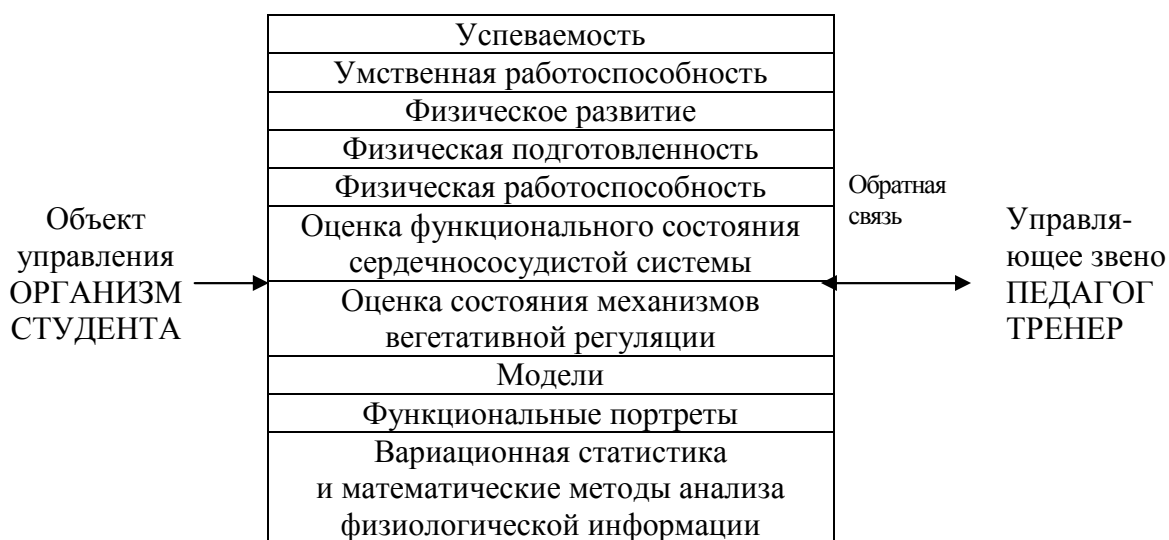 Объект
управления
ОРГАНИЗМ
СТУДЕНТА
Успеваемость
Умственная работоспособность
Физическое развитие
Физическая подготовленность
Физическая работоспособность
Оценка функционального состояния
сердечнососудистой системы
Оценка состояния механизмов
вегетативной регуляции
Модели
Функциональные портреты
Вариационная статистика
и математические методы анализа
физиологической информации
Обратная
связь
Управля-
ющее звено
ПЕДАГОГ
ТРЕНЕР